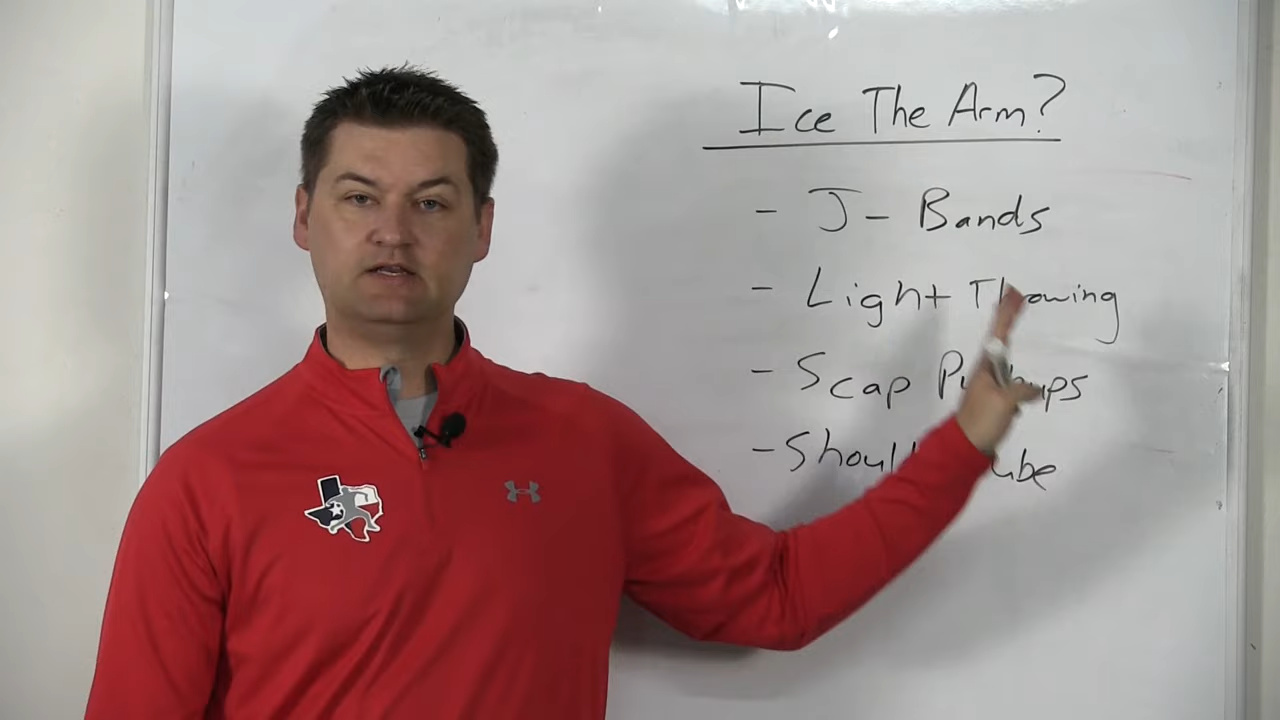 Ice The Arm?
- J - Bands
- Light Throwing
- Scap Pushups
- Shoulder Tube